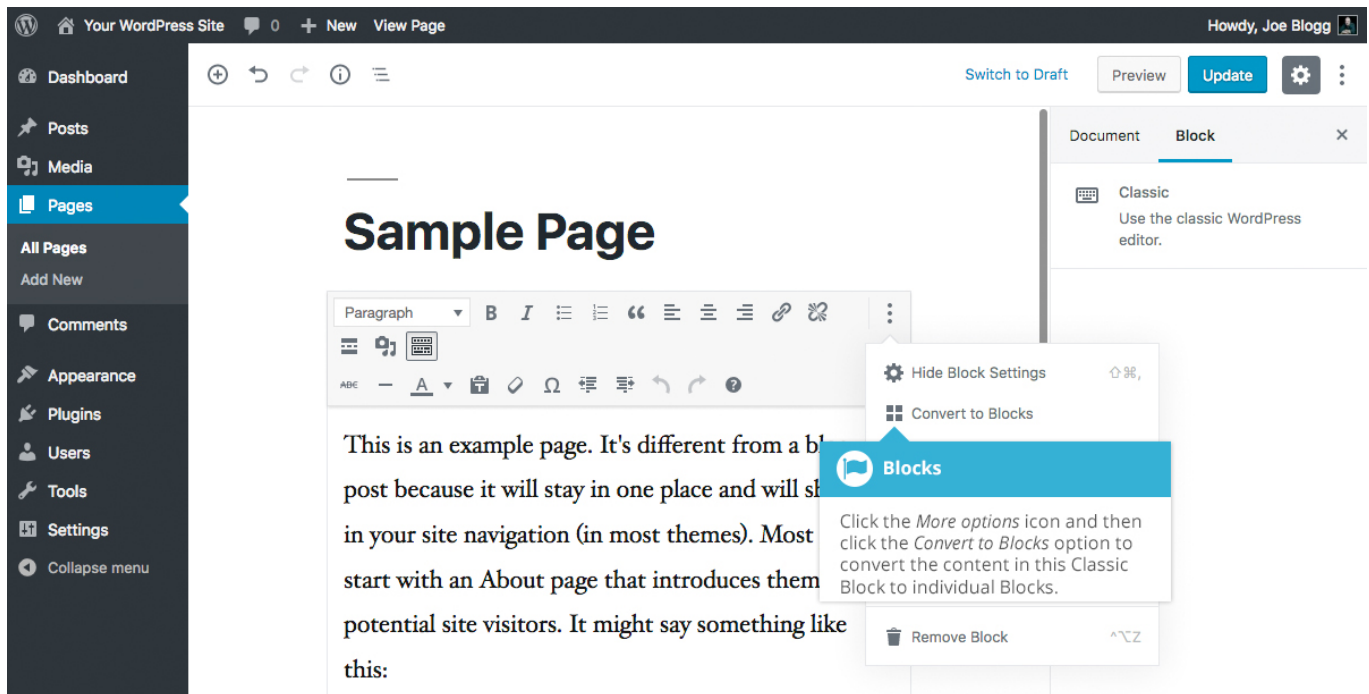 Your WordPress Site 0 New View Page Howdy, Joe Blogg
Dashboard
Posts
Media
Pages
All Pages
Add New
Comments
Appearance
Plugins
Users
Tools
Settings
Collapse menu
Switch to Draft Preview Update
Sample Page
Paragraph B I
ABE A Ω
This is an example page. It's different from a
post because it will stay in one place and will
in your site navigation (in most themes). Most
start with an About page that introduces
potential site visitors. It might say something like
this:
Hide Block Settings ⇧⌘,
Convert to Blocks
Blocks
Click the More options icon and then
click the Convert to Blocks option to
convert the content in this Classic
Block to individual Blocks.
Remove Block ^⌥Z
Document Block
Classic
Use the classic WordPress
editor.